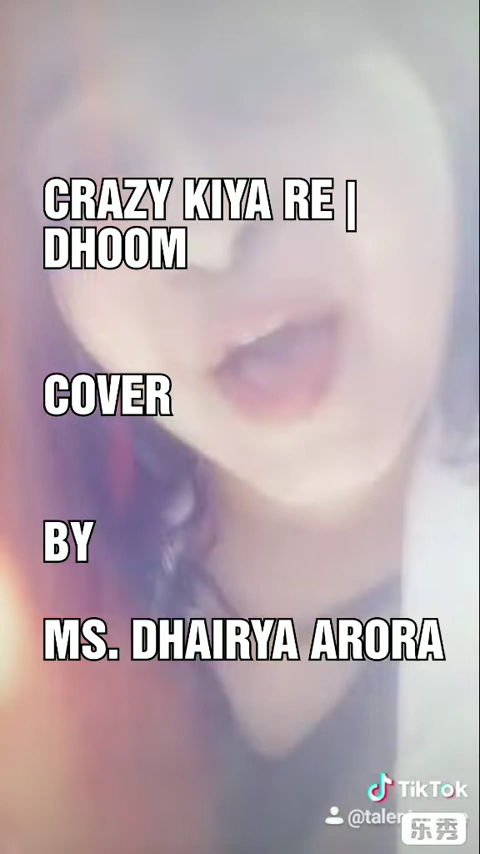 CRAZY KIYA RE |
DHOOM
COVER
BY
MS. DHAIRYA ARORA
TikTok
乐秀